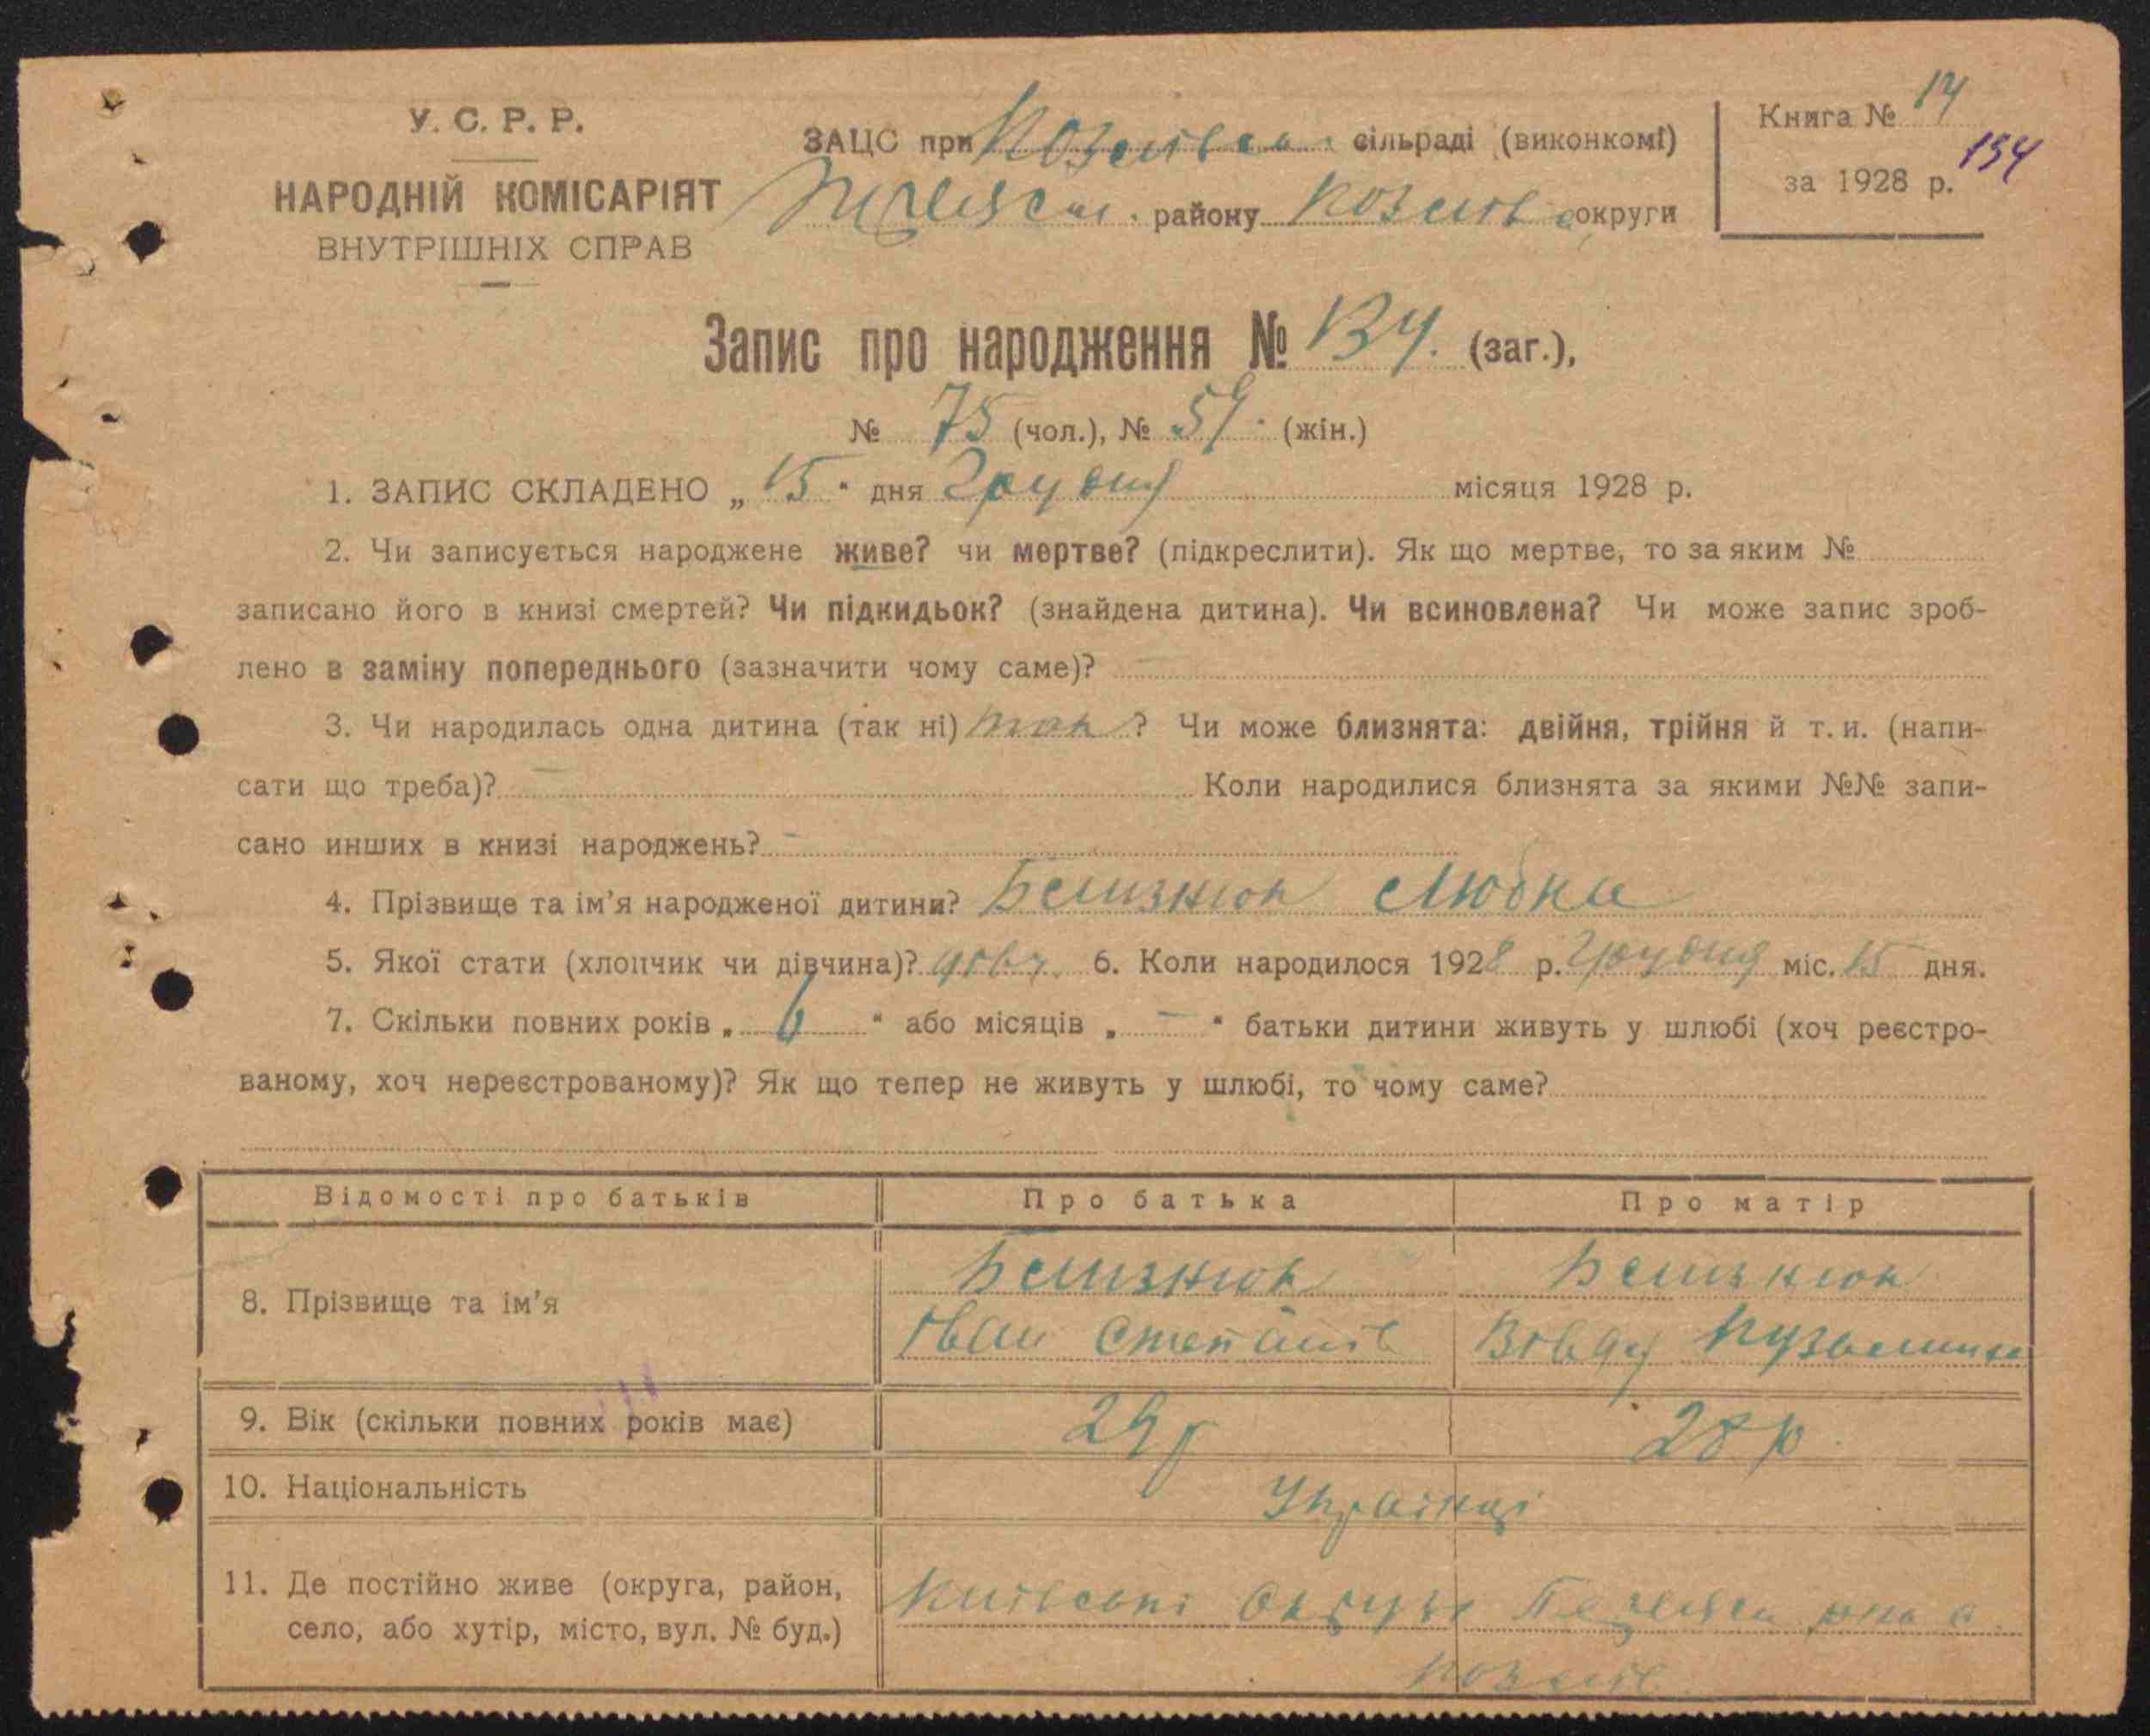 У. С. Р. Р.
НАРОДНІЙ КОМІСАРІЯТ
ВНУТРІШНІХ СПРАВ
ЗАЦС при сільраді (виконкомі)
району округи
Книга № 14
134
за 1928 р.
Запис про народження № 134. (заг.),
№ 75 (чол.), № 59 (жін.)
1. ЗАПИС СКЛАДЕНО „ 15 “ дня Грудня місяця 1928 р.
2. Чи записується народжене живе? чи мертве? (підкреслити). Як що мертве, то за яким №
записано його в книзі смертей? Чи підкидьок? (знайдена дитина). Чи всиновлена? Чи може запис зроб-
лено в заміну попереднього (зазначити чому саме)? —
3. Чи народилась одна дитина (так ні) так ? Чи може близнята: двійня, трійня й т. и. (напи-
сати що треба)? — Коли народилися близнята за якими №№ запи-
сано инших в книзі народжень? —
4. Прізвище та ім’я народженої дитини? Близнюк Любка
5. Якої стати (хлопчик чи дівчина)? дівч. 6. Коли народилося 1928 р. Грудня міс. 15 дня.
7. Скільки повних років „ 6 “ або місяців „ — “ батьки дитини живуть у шлюбі (хоч реєстро-
ваному, хоч нереєстрованому)? Як що тепер не живуть у шлюбі, то чому саме?
Відомості про батьків Про батька Про матір
8. Прізвище та ім’я
Близнюк Близнюк
Іван Степанів
9. Вік (скільки повних років має) 29 р 28 р.
10. Національність Українці
11. Де постійно живе (округа, район,
село, або хутір, місто, вул. № буд.)